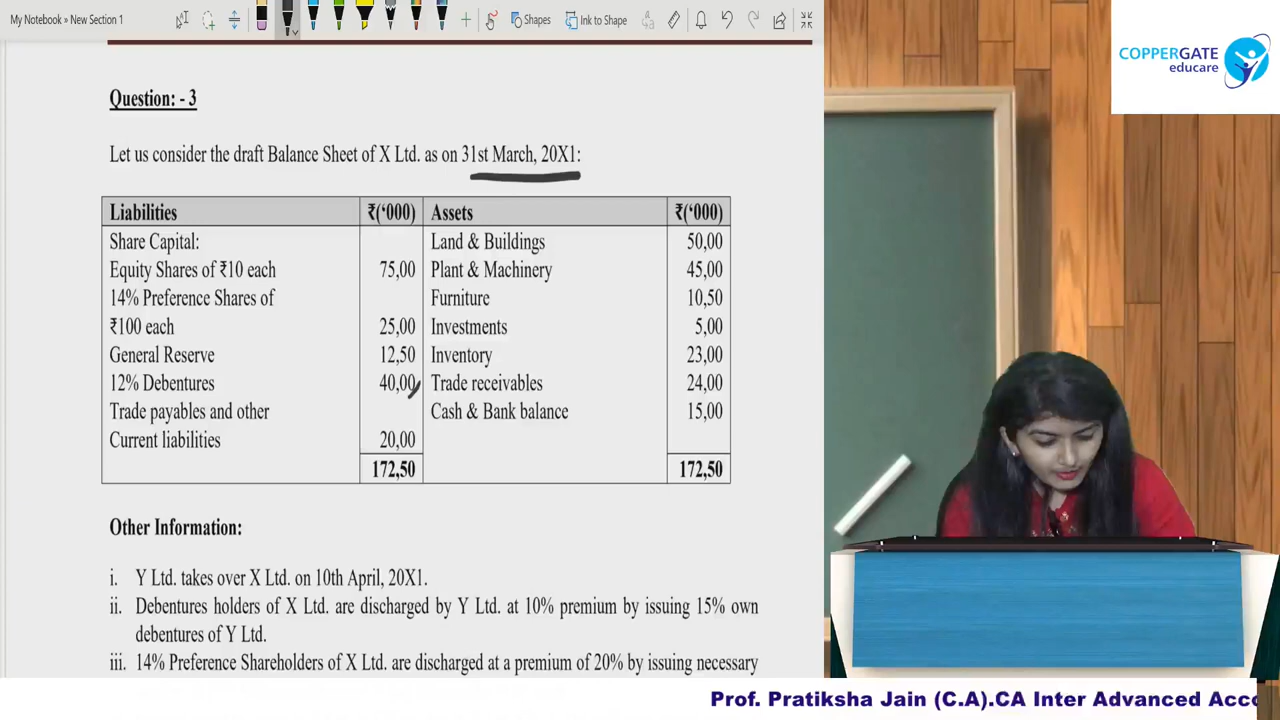 My Notebook » New Section 1
Shapes
Ink to Shape
COPPERGATE
educare
Question: - 3
Let us consider the draft Balance Sheet of X Ltd. as on 31st March, 20X1:
Liabilities ₹(‘000) Assets ₹(‘000)
Share Capital: Land & Buildings 50,00
Equity Shares of ₹10 each 75,00 Plant & Machinery 45,00
14% Preference Shares of Furniture 10,50
₹100 each 25,00 Investments 5,00
General Reserve 12,50 Inventory 23,00
12% Debentures 40,00 Trade receivables 24,00
Trade payables and other Cash & Bank balance 15,00
Current liabilities 20,00
172,50 172,50
Other Information:
i. Y Ltd. takes over X Ltd. on 10th April, 20X1.
ii. Debentures holders of X Ltd. are discharged by Y Ltd. at 10% premium by issuing 15% own
debentures of Y Ltd.
iii. 14% Preference Shareholders of X Ltd. are discharged at a premium of 20% by issuing necessary
Prof. Pratiksha Jain (C.A).CA Inter Advanced Acco